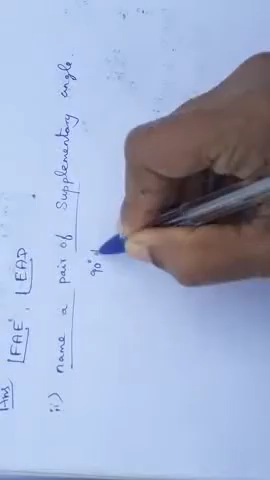 Ans ∠FAE, ∠EAD
ii) name a pair of Supplementary angle.
90°